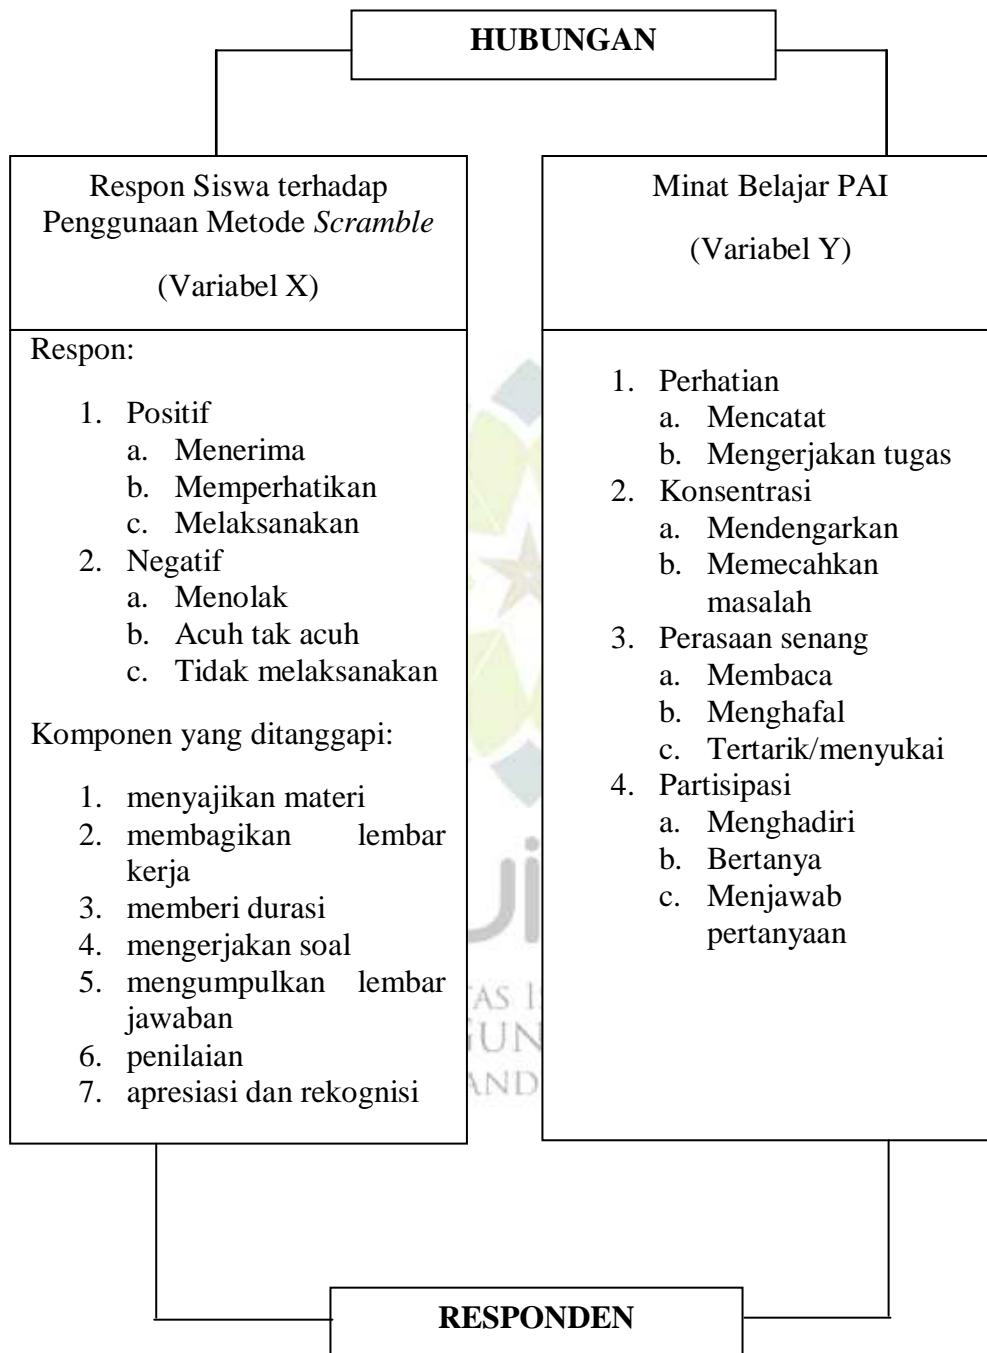 HUBUNGAN
Respon Siswa terhadap
Penggunaan Metode Scramble
(Variabel X)
Respon:
1. Positif
a. Menerima
b. Memperhatikan
c. Melaksanakan
2. Negatif
a. Menolak
b. Acuh tak acuh
c. Tidak melaksanakan
Komponen yang ditanggapi:
1. menyajikan materi
2. membagikan lembar
kerja
3. memberi durasi
4. mengerjakan soal
5. mengumpulkan lembar
jawaban
6. penilaian
7. apresiasi dan rekognisi
Minat Belajar PAI
(Variabel Y)
1. Perhatian
a. Mencatat
b. Mengerjakan tugas
2. Konsentrasi
a. Mendengarkan
b. Memecahkan
masalah
3. Perasaan senang
a. Membaca
b. Menghafal
c. Tertarik/menyukai
4. Partisipasi
a. Menghadiri
b. Bertanya
c. Menjawab
pertanyaan
RESPONDEN